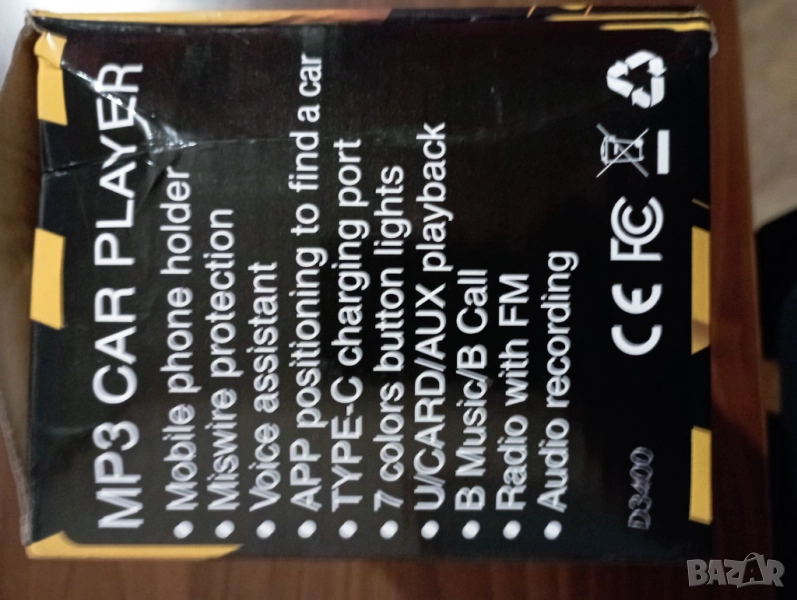 MP3 CAR PLAYER
• Mobile phone holder
• Miswire protection
• Voice assistant
• APP positioning to find a car
• TYPE-C charging port
• 7 colors button lights
• U/CARD/AUX playback
• B Music/B Call
• Radio with FM
• Audio recording
D3400
CE FC
BAZAR